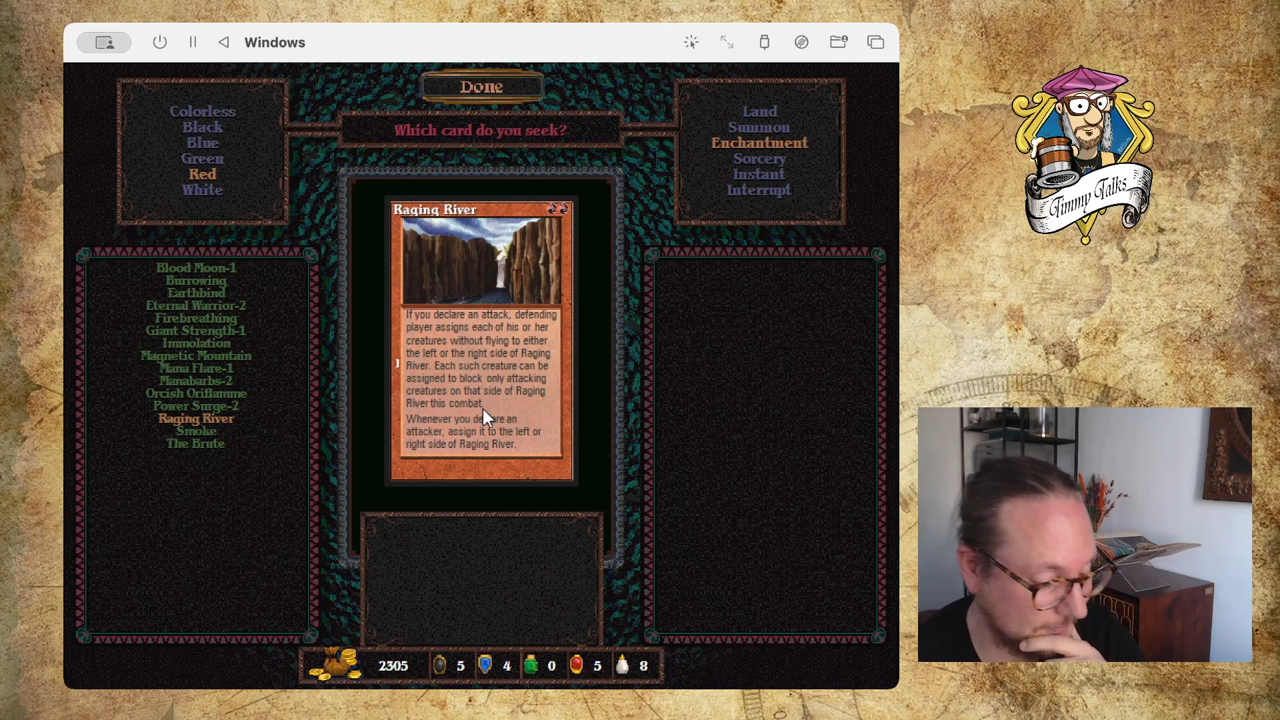 Windows
Done
Which card do you seek?
Colorless
Black
Blue
Green
Red
White
Land
Summon
Enchantment
Sorcery
Instant
Interrupt
Blood Moon-1
Burrowing
Earthbind
Eternal Warrior-2
Firebreathing
Giant Strength-1
Immolation
Magnetic Mountain
Mana Flare-1
Manabarbs-2
Orcish Oriflamme
Power Surge-2
Raging River
Smoke
The Brute
Raging River
If you declare an attack, defending
player assigns each of his or her
creatures without flying to either
the left or the right side of Raging
River. Each such creature can be
assigned to block only attacking
creatures on that side of Raging
River this combat.
Whenever you declare an
attacker, assign it to the left or
right side of Raging River.
2305 5 4 0 5 8
Timmy Talks